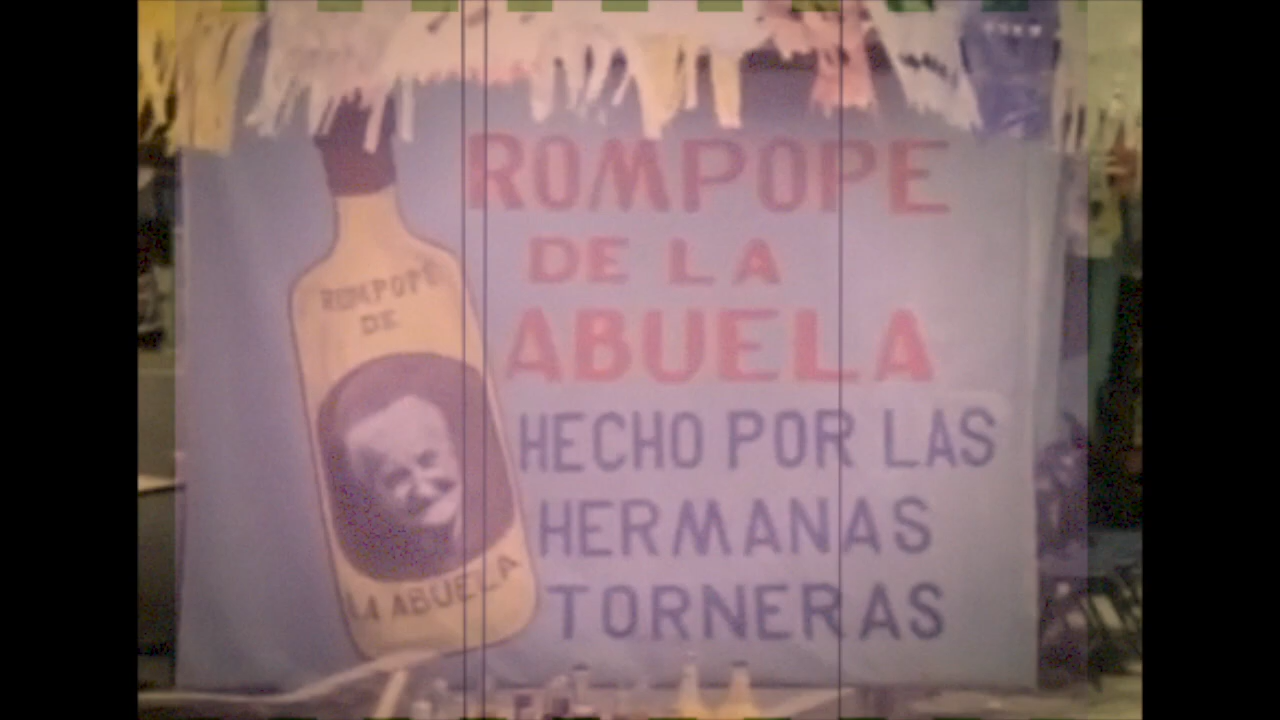 ROMPOPE
DE LA
ABUELA
HECHO POR LAS
HERMANAS
TORNERAS
ROMPOPE
DE
LA ABUELA